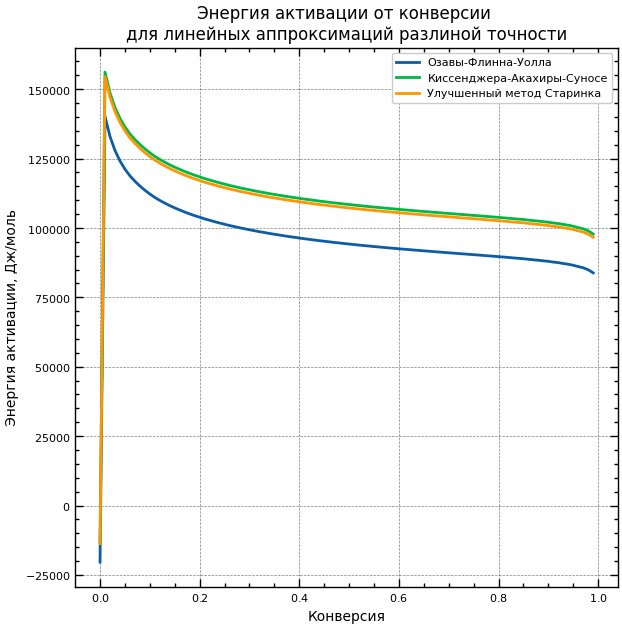 Энергия активации от конверсии
для линейных аппроксимаций разлиной точности
Озавы-Флинна-Уолла
Киссенджера-Акахиры-Суносе
Улучшенный метод Старинка
Энергия активации, Дж/моль
150000
125000
100000
75000
50000
25000
0
−25000
0.0 0.2 0.4 0.6 0.8 1.0
Конверсия